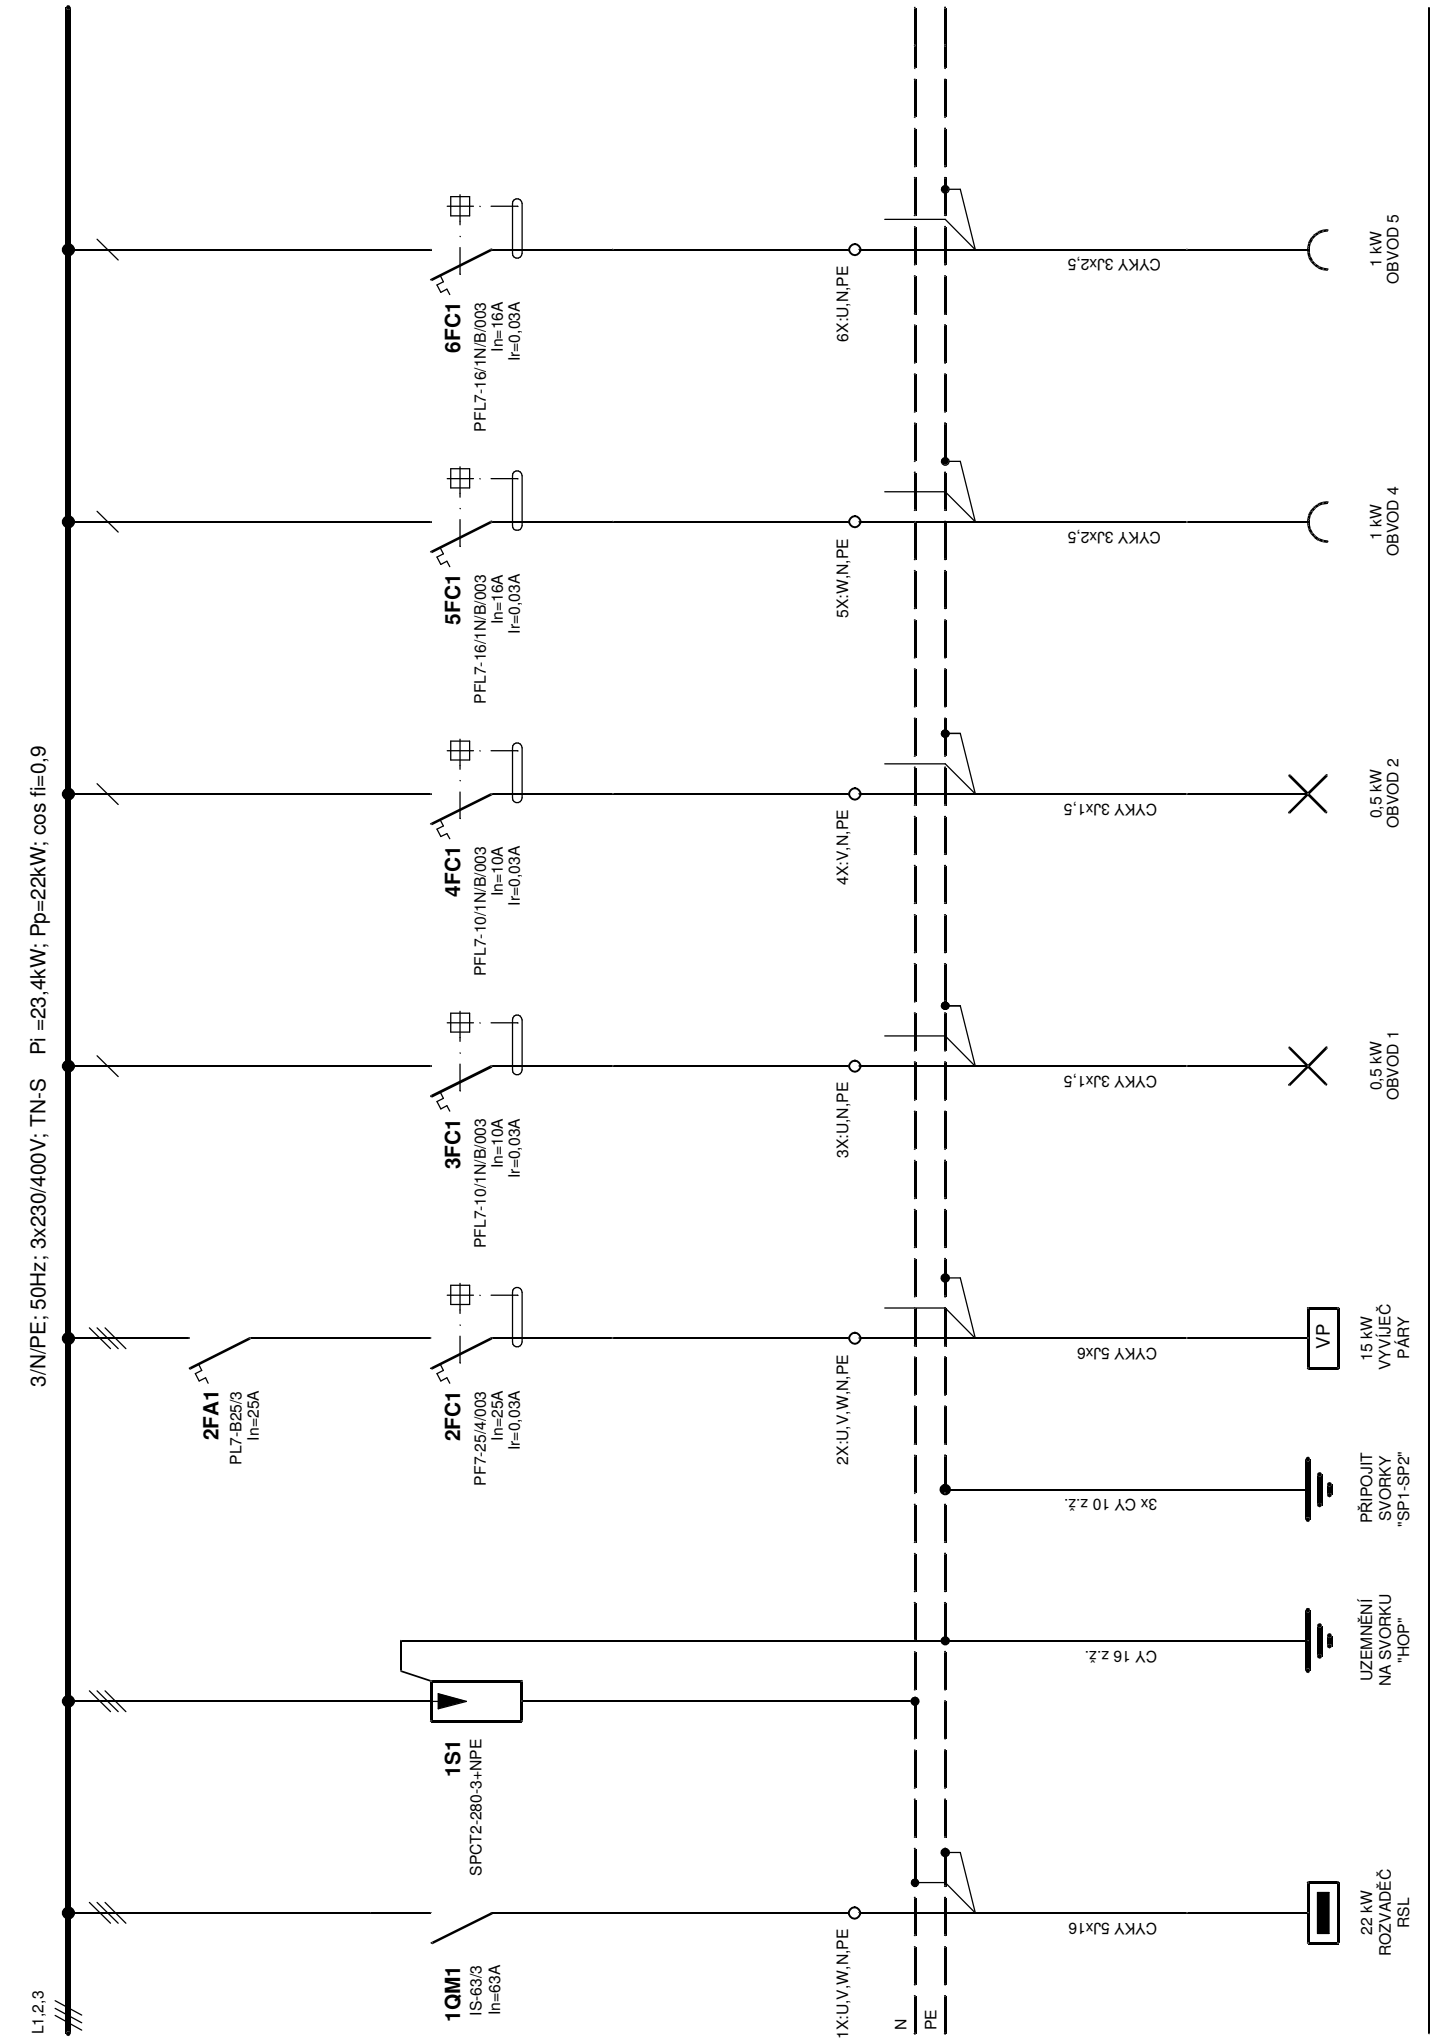 3/N/PE; 50Hz; 3x230/400V; TN-S Pi =23,4kW; Pp=22kW; cos fi=0,9
L1,2,3
1QM1
IS-63/3
In=63A
1X:U,V,W,N,PE
N
PE
CYKY 5Jx16
22 kW
ROZVADĚČ
RSL
1S1
SPCT2-280-3+NPE
CY 16 z.ž.
UZEMNĚNÍ
NA SVORKU
"HOP"
3x CY 10 z.ž.
PŘIPOJIT
SVORKY
"SP1-SP2"
2FA1
PL7-B25/3
In=25A
2FC1
PF7-25/4/003
In=25A
Ir=0,03A
2X:U,V,W,N,PE
CYKY 5Jx6
VP
15 kW
VYVÍJEČ
PÁRY
3FC1
PFL7-10/1N/B/003
In=10A
Ir=0,03A
3X:U,N,PE
CYKY 3Jx1,5
0,5 kW
OBVOD 1
4FC1
PFL7-10/1N/B/003
In=10A
Ir=0,03A
4X:V,N,PE
CYKY 3Jx1,5
0,5 kW
OBVOD 2
5FC1
PFL7-16/1N/B/003
In=16A
Ir=0,03A
5X:W,N,PE
CYKY 3Jx2,5
1 kW
OBVOD 4
6FC1
PFL7-16/1N/B/003
In=16A
Ir=0,03A
6X:U,N,PE
CYKY 3Jx2,5
1 kW
OBVOD 5